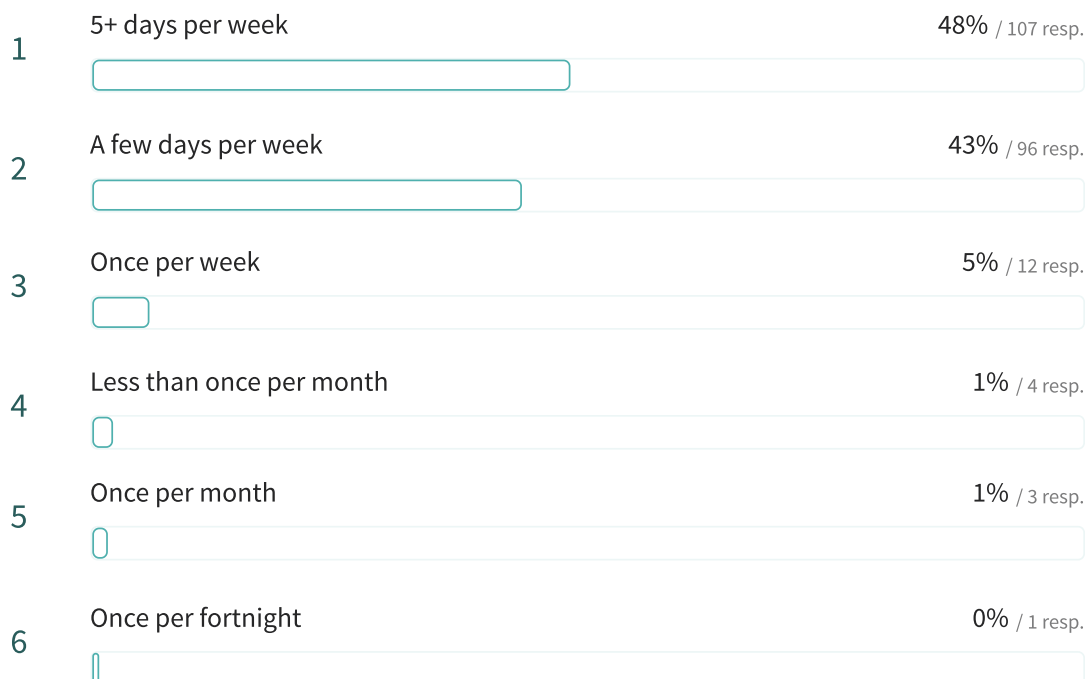 1
5+ days per week
48% / 107 resp.
2
A few days per week
43% / 96 resp.
3
Once per week
5% / 12 resp.
4
Less than once per month
1% / 4 resp.
5
Once per month
1% / 3 resp.
6
Once per fortnight
0% / 1 resp.